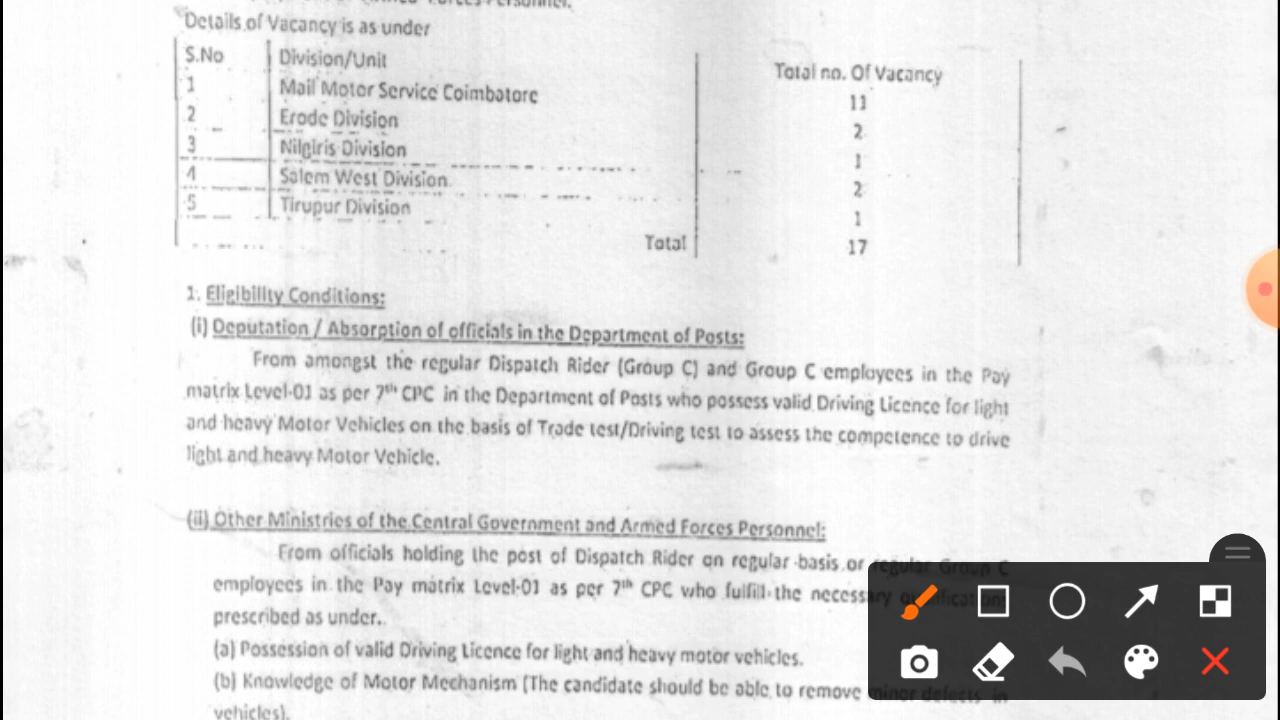 Forces Personnel.
Details of Vacancy is as under
S.No Division/Unit Total no. Of Vacancy
1 Mail Motor Service Coimbatore 11
2 Erode Division 2
3 Nilgiris Division 1
4 Salem West Division 2
5 Tirupur Division 1
Total 17
1. Eligibility Conditions:
(i) Deputation / Absorption of officials in the Department of Posts:
From amongst the regular Dispatch Rider (Group C) and Group C employees in the Pay
matrix Level-01 as per 7th CPC in the Department of Posts who possess valid Driving Licence for light
and heavy Motor Vehicles on the basis of Trade test/Driving test to assess the competence to drive
light and heavy Motor Vehicle.
(ii) Other Ministries of the Central Government and Armed Forces Personnel:
From officials holding the post of Dispatch Rider on regular basis or regular Group C
employees in the Pay matrix Level-01 as per 7th CPC who fulfill the necessary qualifications
prescribed as under.
(a) Possession of valid Driving Licence for light and heavy motor vehicles.
(b) Knowledge of Motor Mechanism (The candidate should be able to remove minor defects in
vehicles).